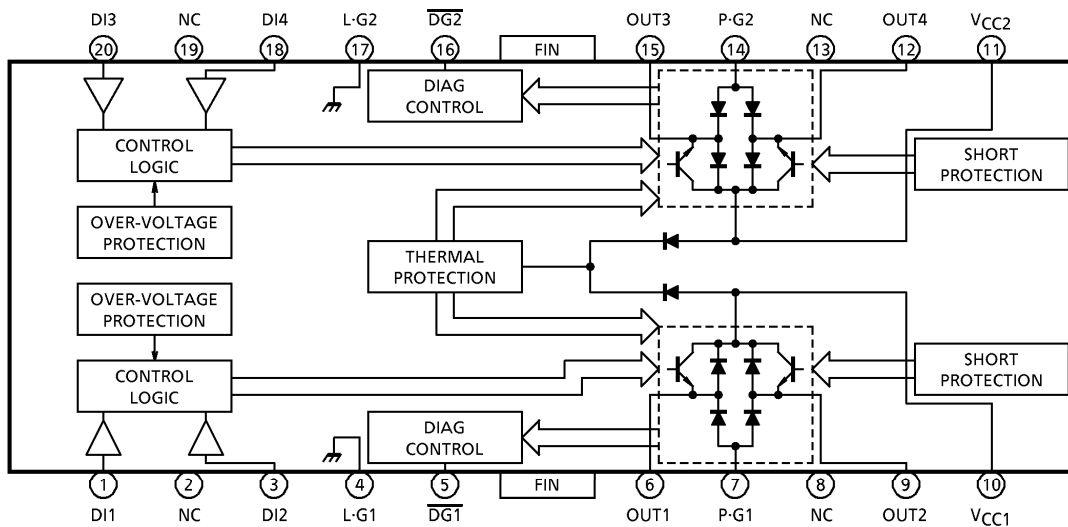 DI3 NC DI4 L·G2 DG2 OUT3 P·G2 NC OUT4 VCC2
20 19 18 17 16 FIN 15 14 13 12 11
DIAG
CONTROL
CONTROL
LOGIC
SHORT
PROTECTION
OVER-VOLTAGE
PROTECTION
THERMAL
PROTECTION
OVER-VOLTAGE
PROTECTION
CONTROL
LOGIC
SHORT
PROTECTION
DIAG
CONTROL
1 2 3 4 5 FIN 6 7 8 9 10
DI1 NC DI2 L·G1 DG1 OUT1 P·G1 NC OUT2 VCC1